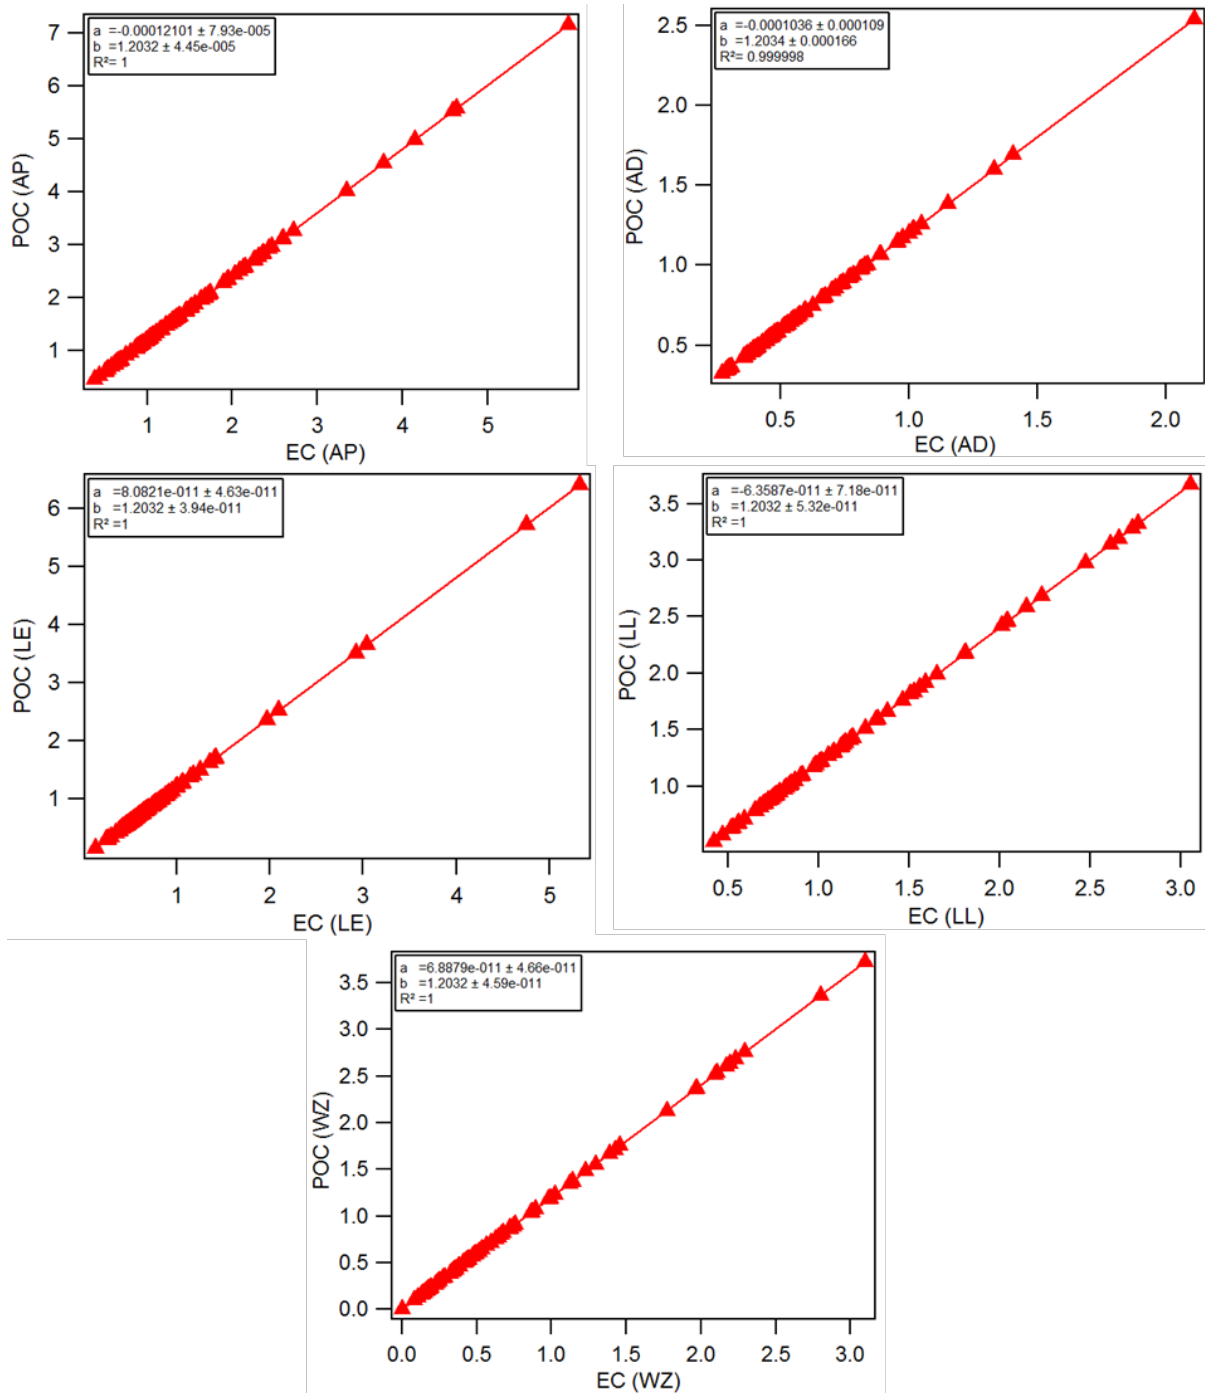 a =-0.00012101 ± 7.93e-005
b =1.2032 ± 4.45e-005
R²= 1
7
6
5
4
3
2
1
POC (AP)
1 2 3 4 5
EC (AP)
a =-0.0001036 ± 0.000109
b =1.2034 ± 0.000166
R²= 0.999998
2.5
2.0
1.5
1.0
0.5
POC (AD)
0.5 1.0 1.5 2.0
EC (AD)
a =8.0821e-011 ± 4.63e-011
b =1.2032 ± 3.94e-011
R² =1
6
5
4
3
2
1
POC (LE)
1 2 3 4 5
EC (LE)
a =-6.3587e-011 ± 7.18e-011
b =1.2032 ± 5.32e-011
R² =1
3.5
3.0
2.5
2.0
1.5
1.0
POC (LL)
0.5 1.0 1.5 2.0 2.5 3.0
EC (LL)
a =6.8879e-011 ± 4.66e-011
b =1.2032 ± 4.59e-011
R² =1
3.5
3.0
2.5
2.0
1.5
1.0
0.5
0.0
POC (WZ)
0.0 0.5 1.0 1.5 2.0 2.5 3.0
EC (WZ)